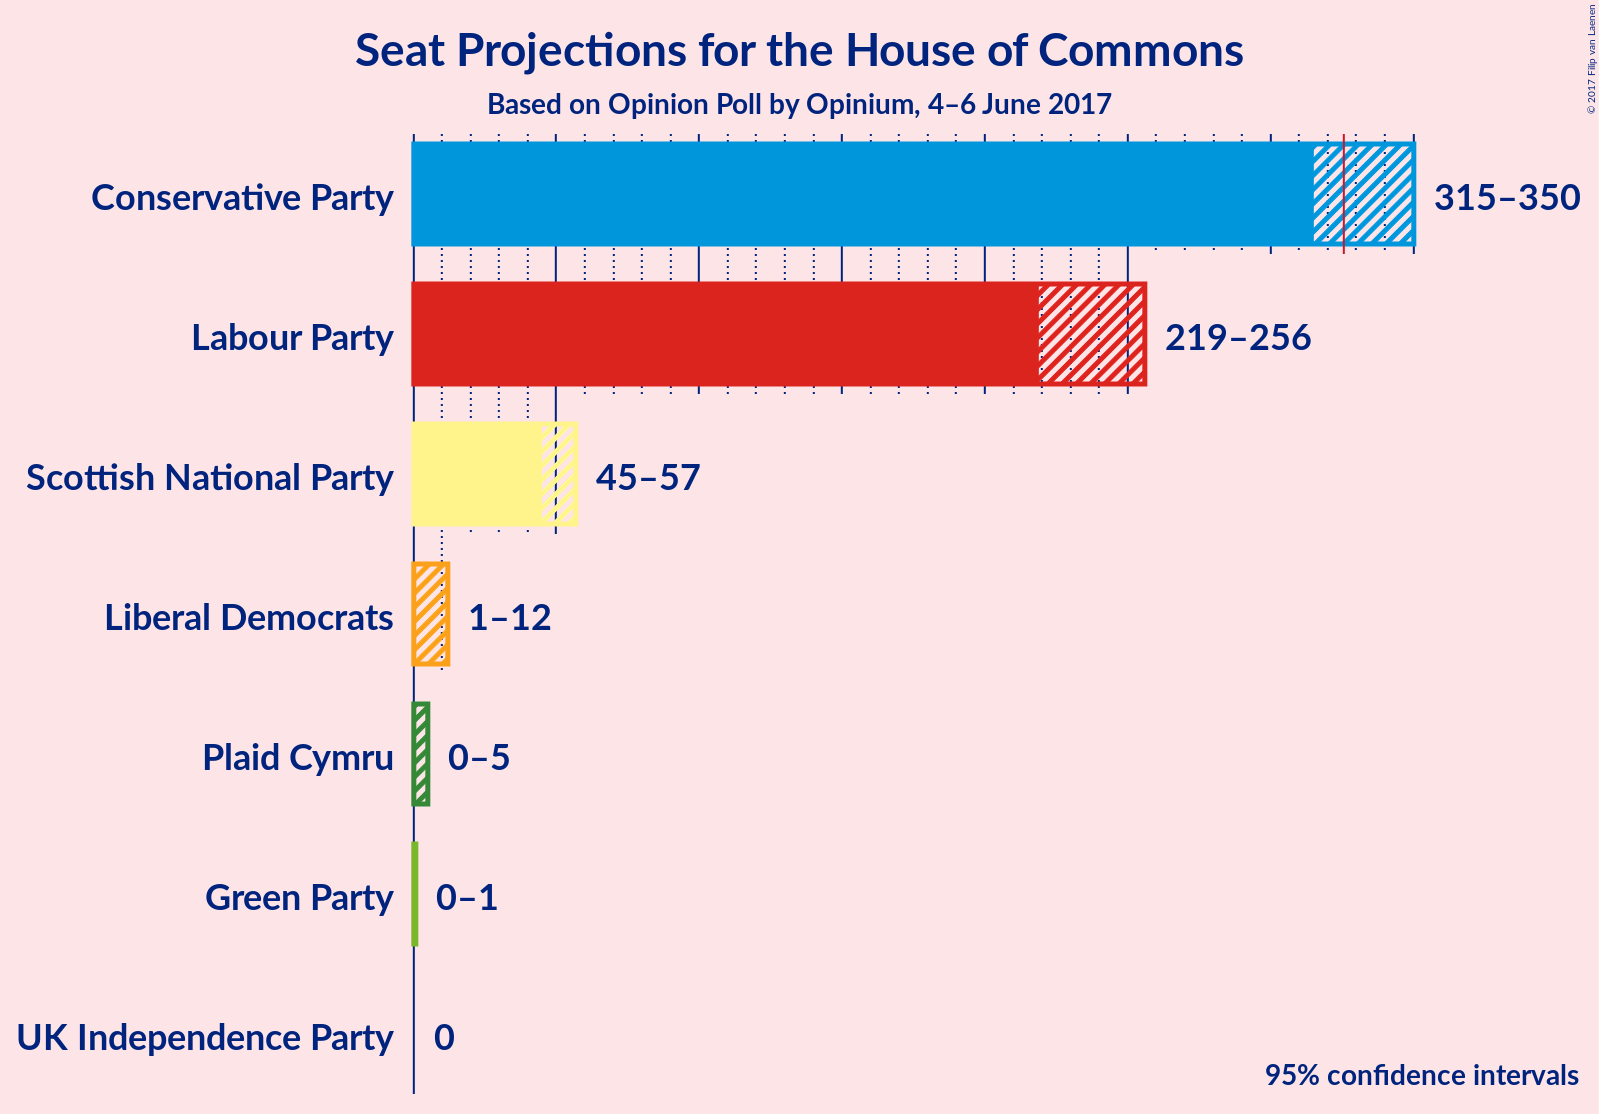 Seat Projections for the House of Commons
Based on Opinion Poll by Opinium, 4–6 June 2017
© 2017 Filip van Laenen
Conservative Party 315–350
Labour Party 219–256
Scottish National Party 45–57
Liberal Democrats 1–12
Plaid Cymru 0–5
Green Party 0–1
UK Independence Party 0
95% confidence intervals